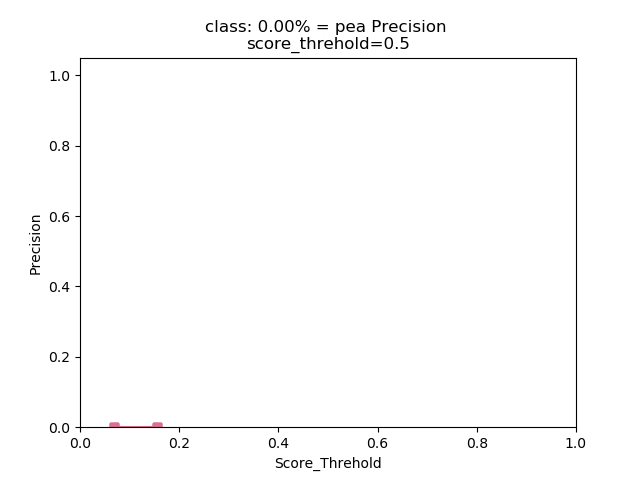 class: 0.00% = pea Precision
score_threhold=0.5
1.0
0.8
0.6
0.4
0.2
0.0
Precision
0.0 0.2 0.4 0.6 0.8 1.0
Score_Threhold